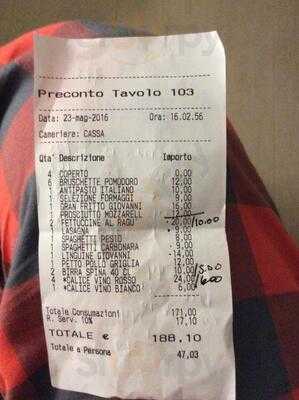 Preconto Tavolo 103
Data: 23-mag-2016 Ora: 16.02.56
Cameriera: CASSA
Qta' Descrizione Importo
4 COPERTO 0,00
6 BRUSCHETTE POMODORO 12,00
1 ANTIPASTO ITALIANO 10,00
1 SELEZIONE FORMAGGI 9,00
1 GRAN FRITTO GIOVANNI 16,00
1 PROSCIUTTO MOZZARELL 12,00
2 FETTUCCINE AL RAGU' 20,00 /10.00
1 LASAGNA 9,00
1 SPAGHETTI PESTO 9,00
1 SPAGHETTI CARBONARA 9,00
1 LINGUINE GIOVANNI 14,00
1 PETTO POLLO GRIGLIA 12,00
2 BIRRA SPINA 40 CL 10,00 /5.00
4 *CALICE VINO ROSSO 24,00 /6.00
1 *CALICE VINO BIANCO 6,00
Totale Consumazioni 171,00
R. Serv. 10% 17,10
TOTALE € 188,10
Totale a Persona 47,03